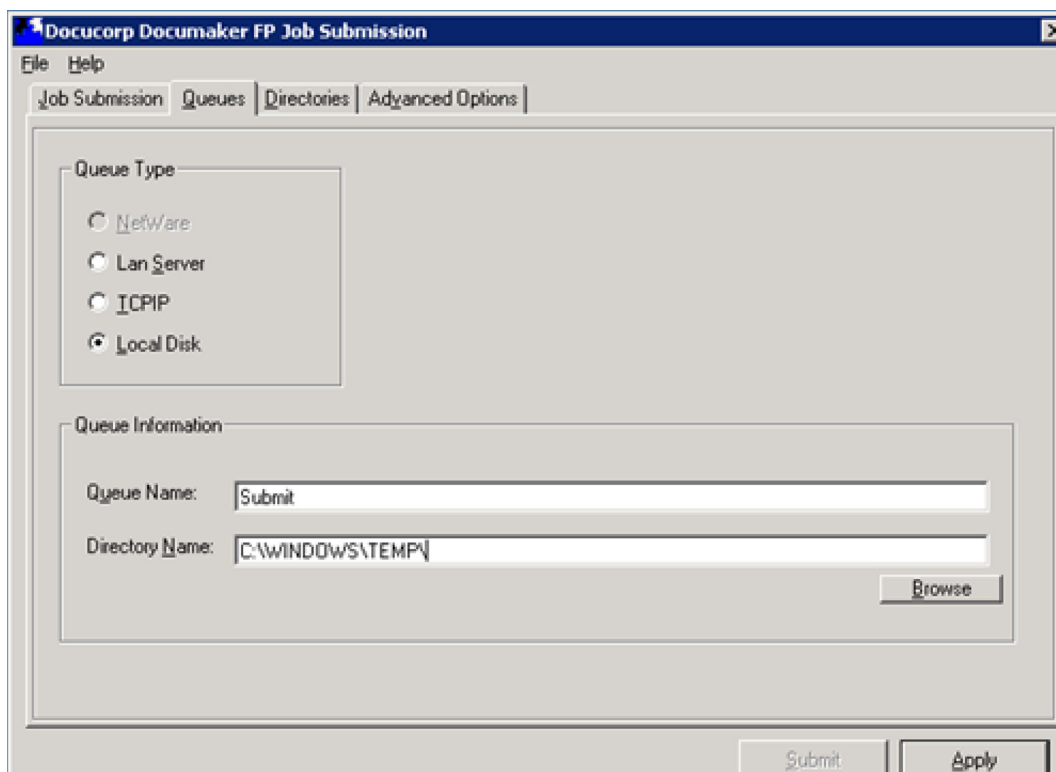 Docucorp Documaker FP Job Submission
File Help
Job Submission Queues Directories Advanced Options
Queue Type
NetWare
Lan Server
TCPIP
Local Disk
Queue Information
Queue Name: Submit
Directory Name: C:\WINDOWS\TEMP\
Browse
Submit Apply